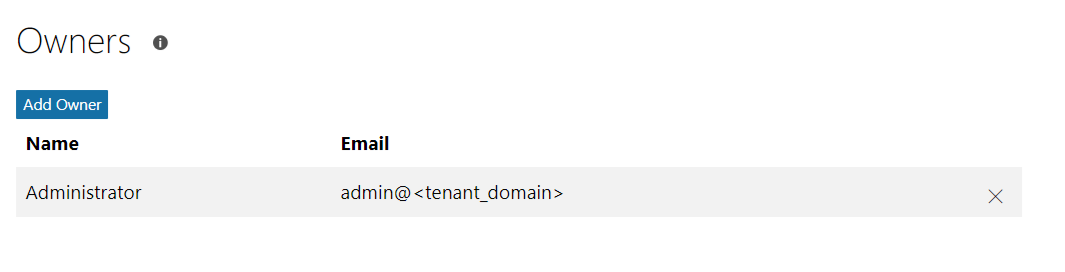 Owners
Add Owner
Name Email
Administrator admin@<tenant_domain>